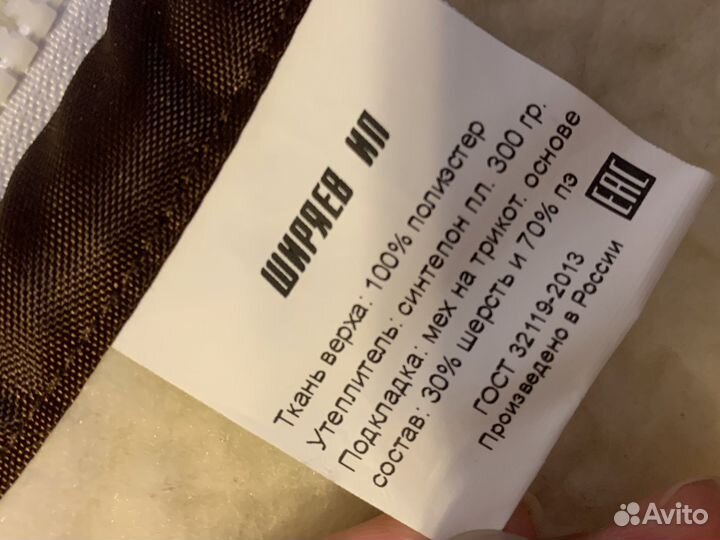 ШИРЯЕВ ИП
Ткань верха: 100% полиэстер
Утеплитель: синтепон пл. 300 гр.
Подкладка: мех на трикот. основе
состав: 30% шерсть и 70% пэ
ГОСТ 32119-2013
Произведено в России
ЕАС
Avito